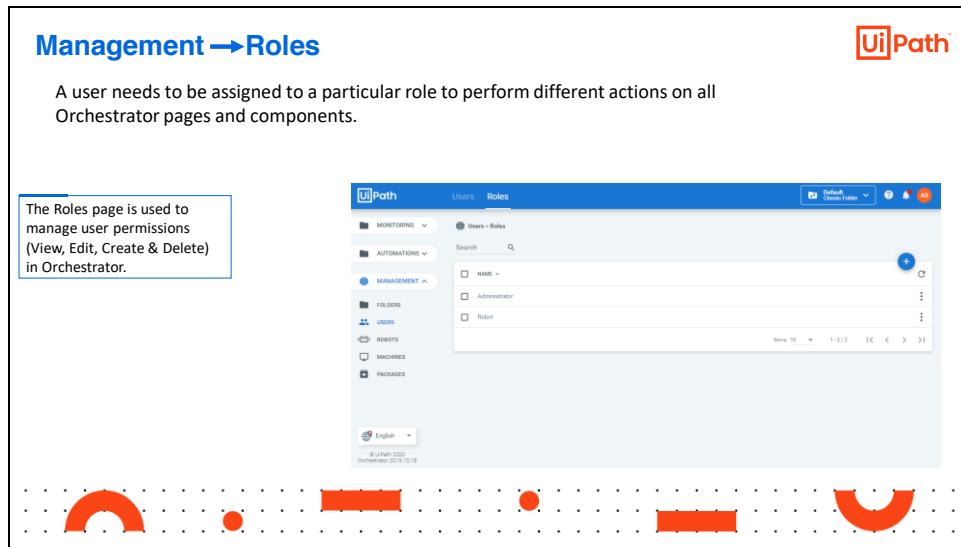 Management Roles
UiPath
A user needs to be assigned to a particular role to perform different actions on all
Orchestrator pages and components.
The Roles page is used to
manage user permissions
(View, Edit, Create & Delete)
in Orchestrator.
UiPath
Users Roles
Default
Classic Folder
AS
MONITORING
Users > Roles
Search
AUTOMATIONS
MANAGEMENT
NAME
Administrator
FOLDERS
Robot
USERS
ROBOTS
Items 10 1 - 2 / 2
MACHINES
PACKAGES
English
© UiPath 2020
Orchestrator 2019.10.18